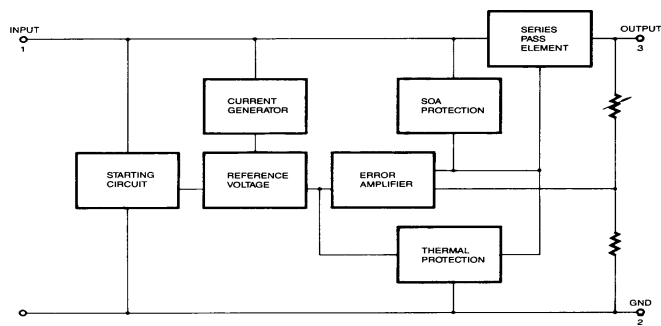 INPUT
1
SERIES
PASS
ELEMENT
OUTPUT
3
CURRENT
GENERATOR
SOA
PROTECTION
STARTING
CIRCUIT
REFERENCE
VOLTAGE
ERROR
AMPLIFIER
THERMAL
PROTECTION
GND
2